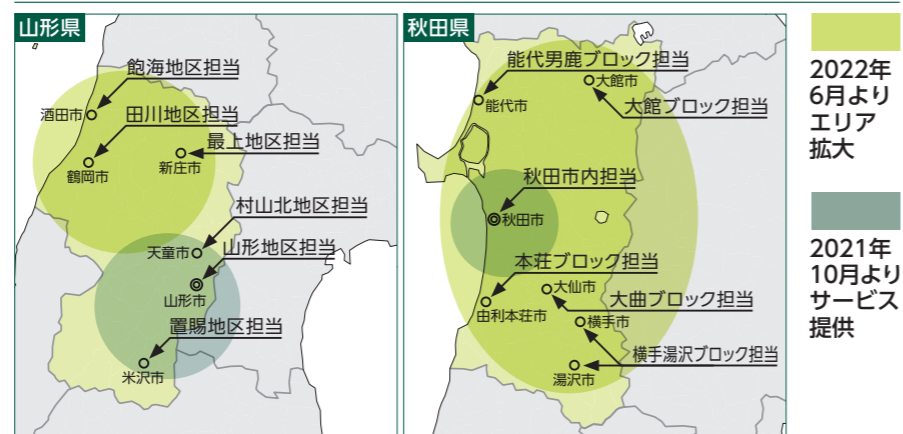 山形県
飽海地区担当
酒田市
田川地区担当
鶴岡市
最上地区担当
新庄市
村山北地区担当
天童市
山形地区担当
山形市
置賜地区担当
米沢市
秋田県
能代男鹿ブロック担当
能代市
大館市
大館ブロック担当
秋田市内担当
秋田市
本荘ブロック担当
由利本荘市
大仙市
大曲ブロック担当
横手市
横手湯沢ブロック担当
湯沢市
2022年
6月より
エリア
拡大
2021年
10月より
サービス
提供